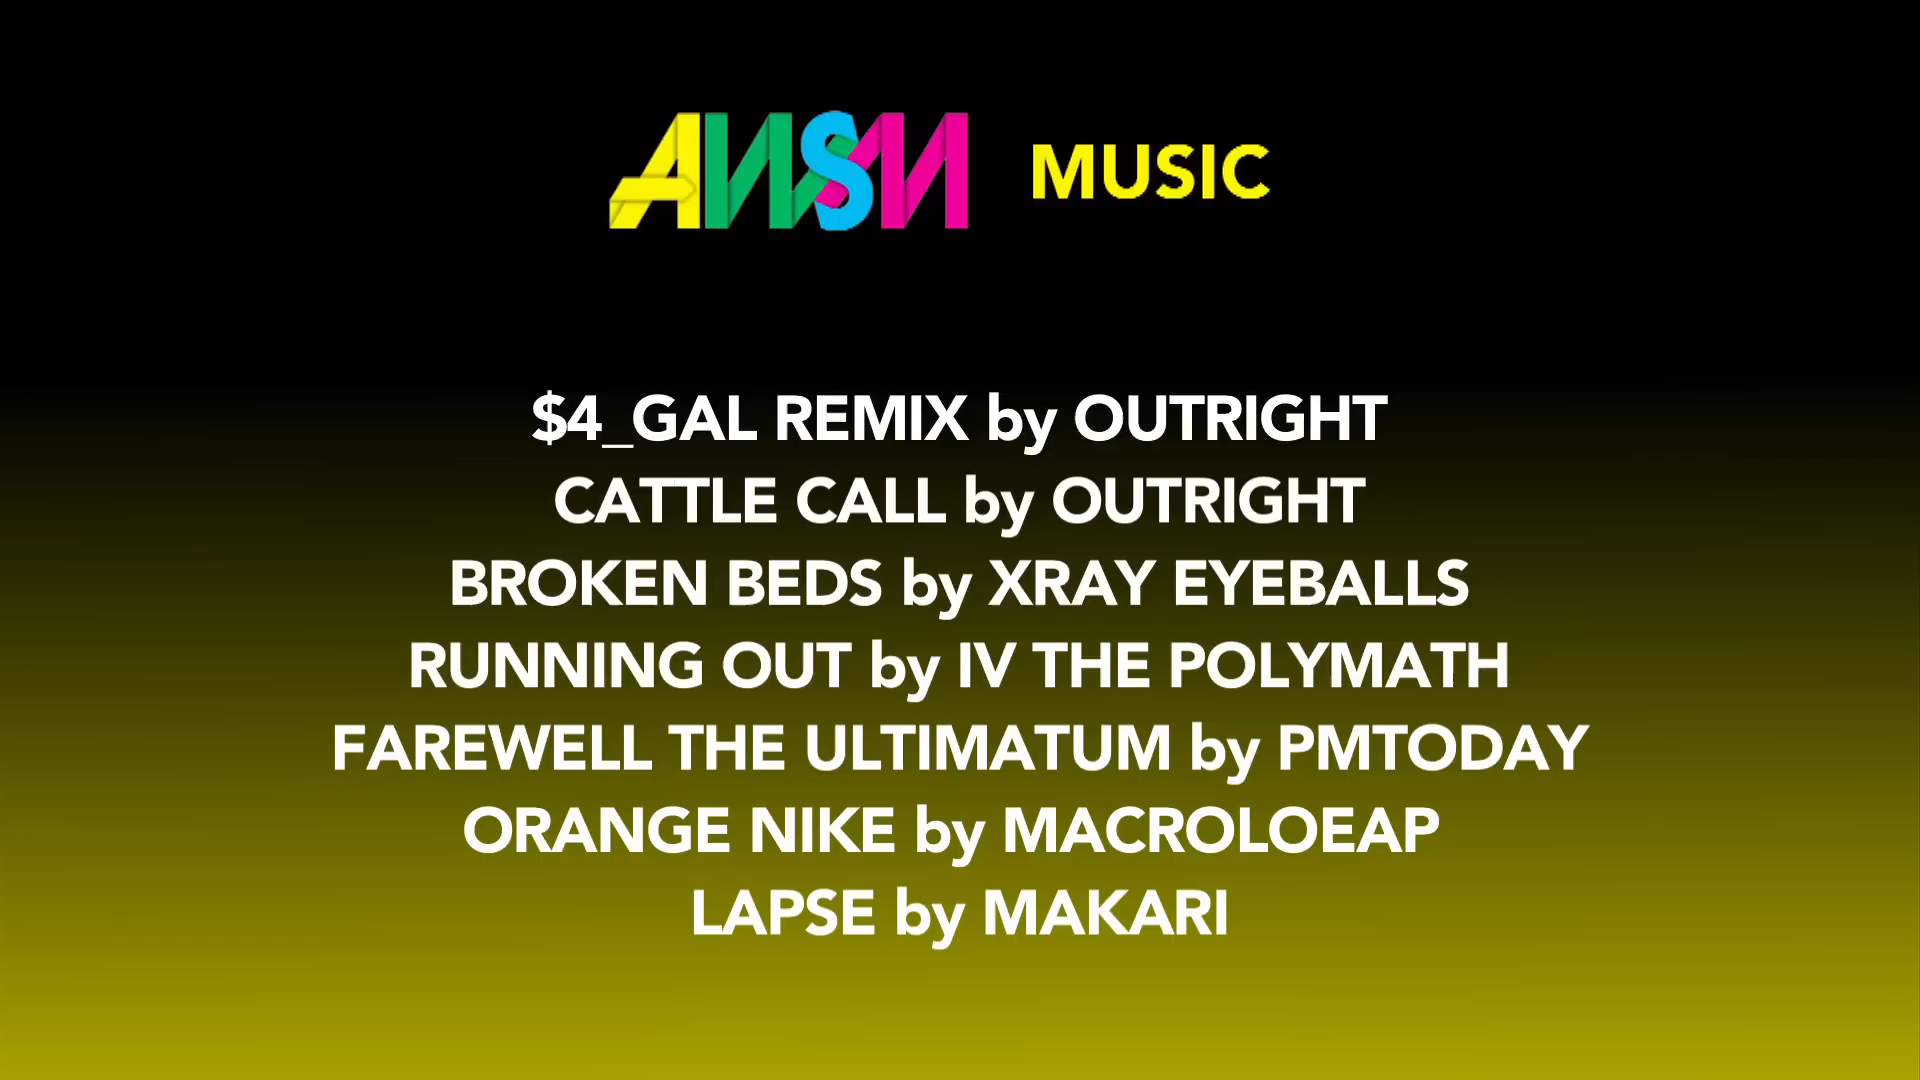 AWSM MUSIC
$4_GAL REMIX by OUTRIGHT
CATTLE CALL by OUTRIGHT
BROKEN BEDS by XRAY EYEBALLS
RUNNING OUT by IV THE POLYMATH
FAREWELL THE ULTIMATUM by PMTODAY
ORANGE NIKE by MACROLOEAP
LAPSE by MAKARI